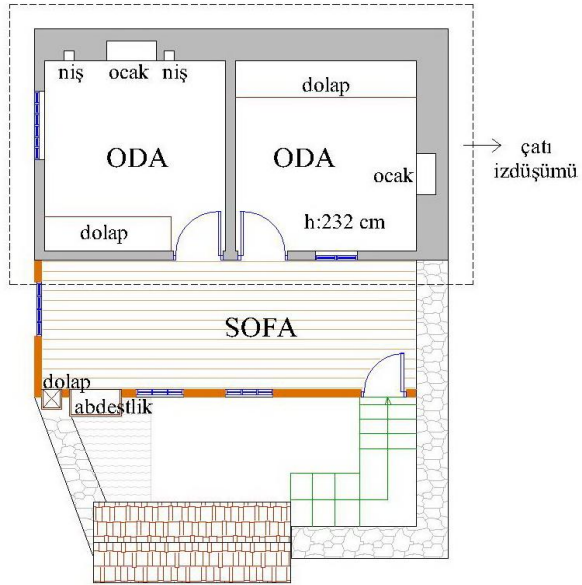 niş ocak niş
dolap
ODA
ODA
çatı
izdüşümü
ocak
h:232 cm
dolap
SOFA
dolap
abdestlik